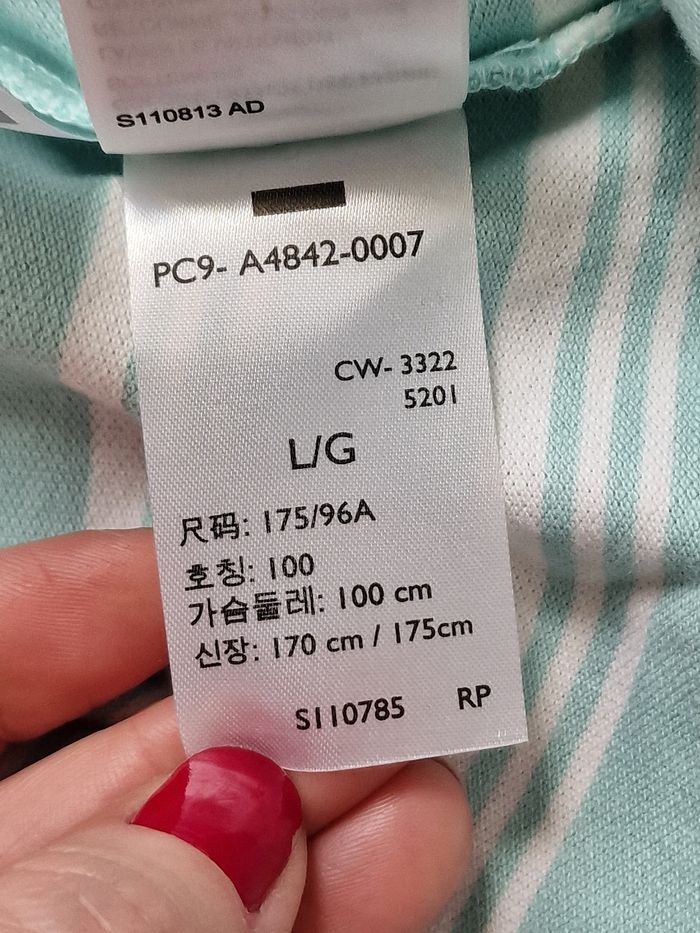 S110813 AD
PC9- A4842-0007
CW- 3322
5201
L/G
尺码: 175/96A
호칭: 100
가슴둘레: 100 cm
신장: 170 cm / 175cm
S110785 RP